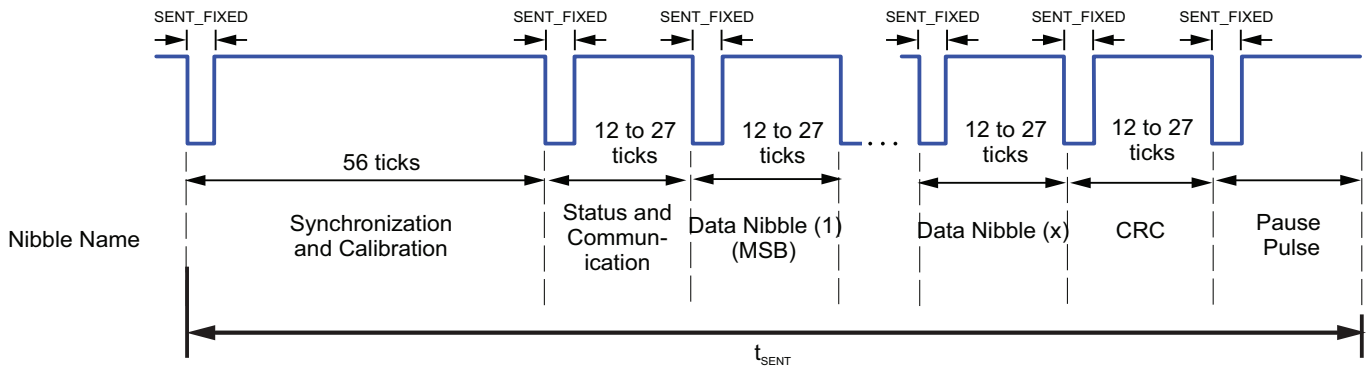 SENT_FIXED SENT_FIXED SENT_FIXED SENT_FIXED SENT_FIXED SENT_FIXED
56 ticks
12 to 27
ticks
12 to 27
ticks
. . .
12 to 27
ticks
12 to 27
ticks
Nibble Name
Synchronization
and Calibration
Status and
Commun-
ication
Data Nibble (1)
(MSB)
Data Nibble (x)
CRC
Pause
Pulse
tSENT